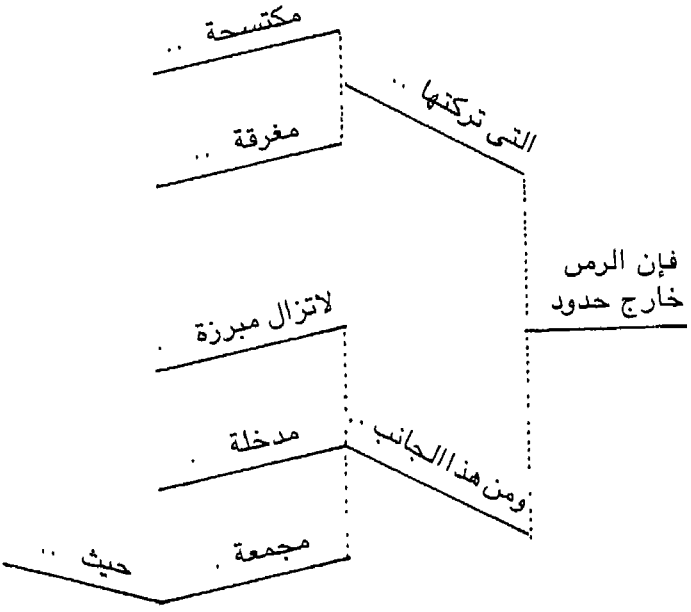 مكتسحة ..
التى تركتها ..
مغرقة ..
فإن الرمس
خارج حدود
لاتزال مبرزة .
ومن هذا الجانب ..
مدخلة .
مجمعة .
حيث ..